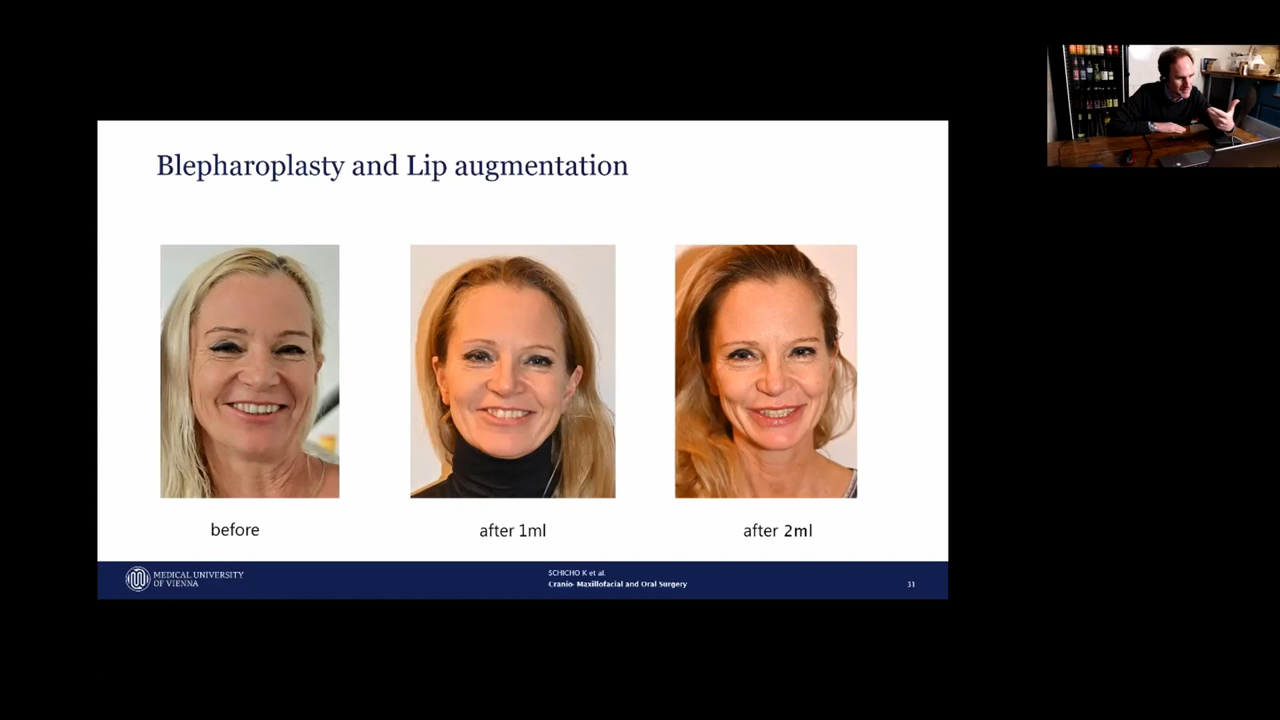 Blepharoplasty and Lip augmentation
before
after 1ml
after 2ml
MEDICAL UNIVERSITY
OF VIENNA
SCHICHO K et al.
Cranio- Maxillofacial and Oral Surgery
31